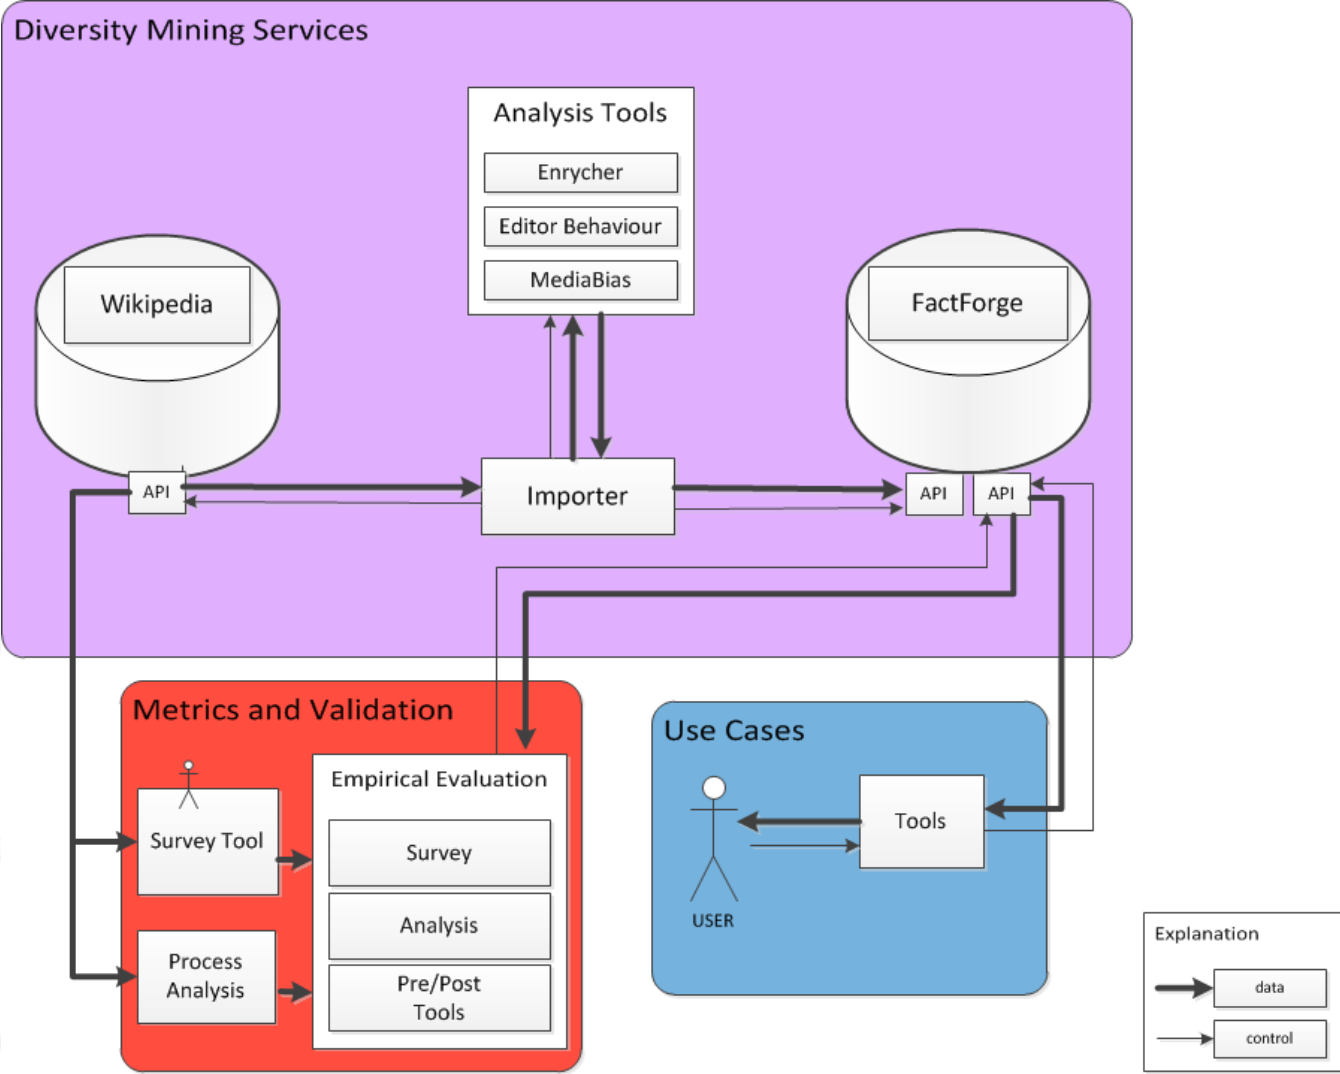 Diversity Mining Services
Analysis Tools
Enrycher
Editor Behaviour
MediaBias
Wikipedia
FactForge
API
Importer
API
API
Metrics and Validation
Survey Tool
Process
Analysis
Empirical Evaluation
Survey
Analysis
Pre/Post
Tools
Use Cases
USER
Tools
Explanation
data
control